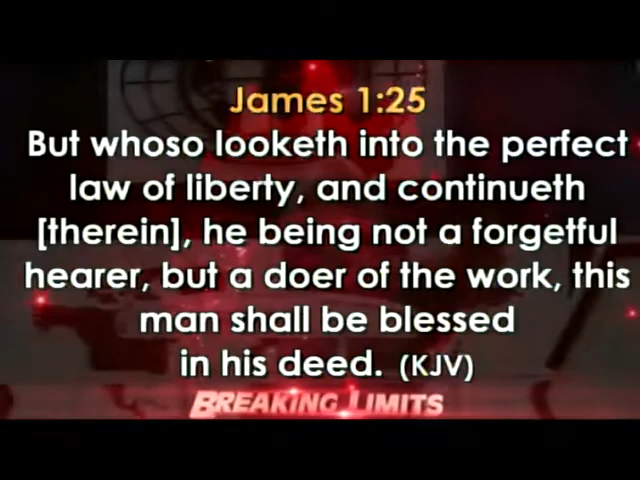 James 1:25
But whoso looketh into the perfect
law of liberty, and continueth
[therein], he being not a forgetful
hearer, but a doer of the work, this
man shall be blessed
in his deed. (KJV)
BREAKING LIMITS